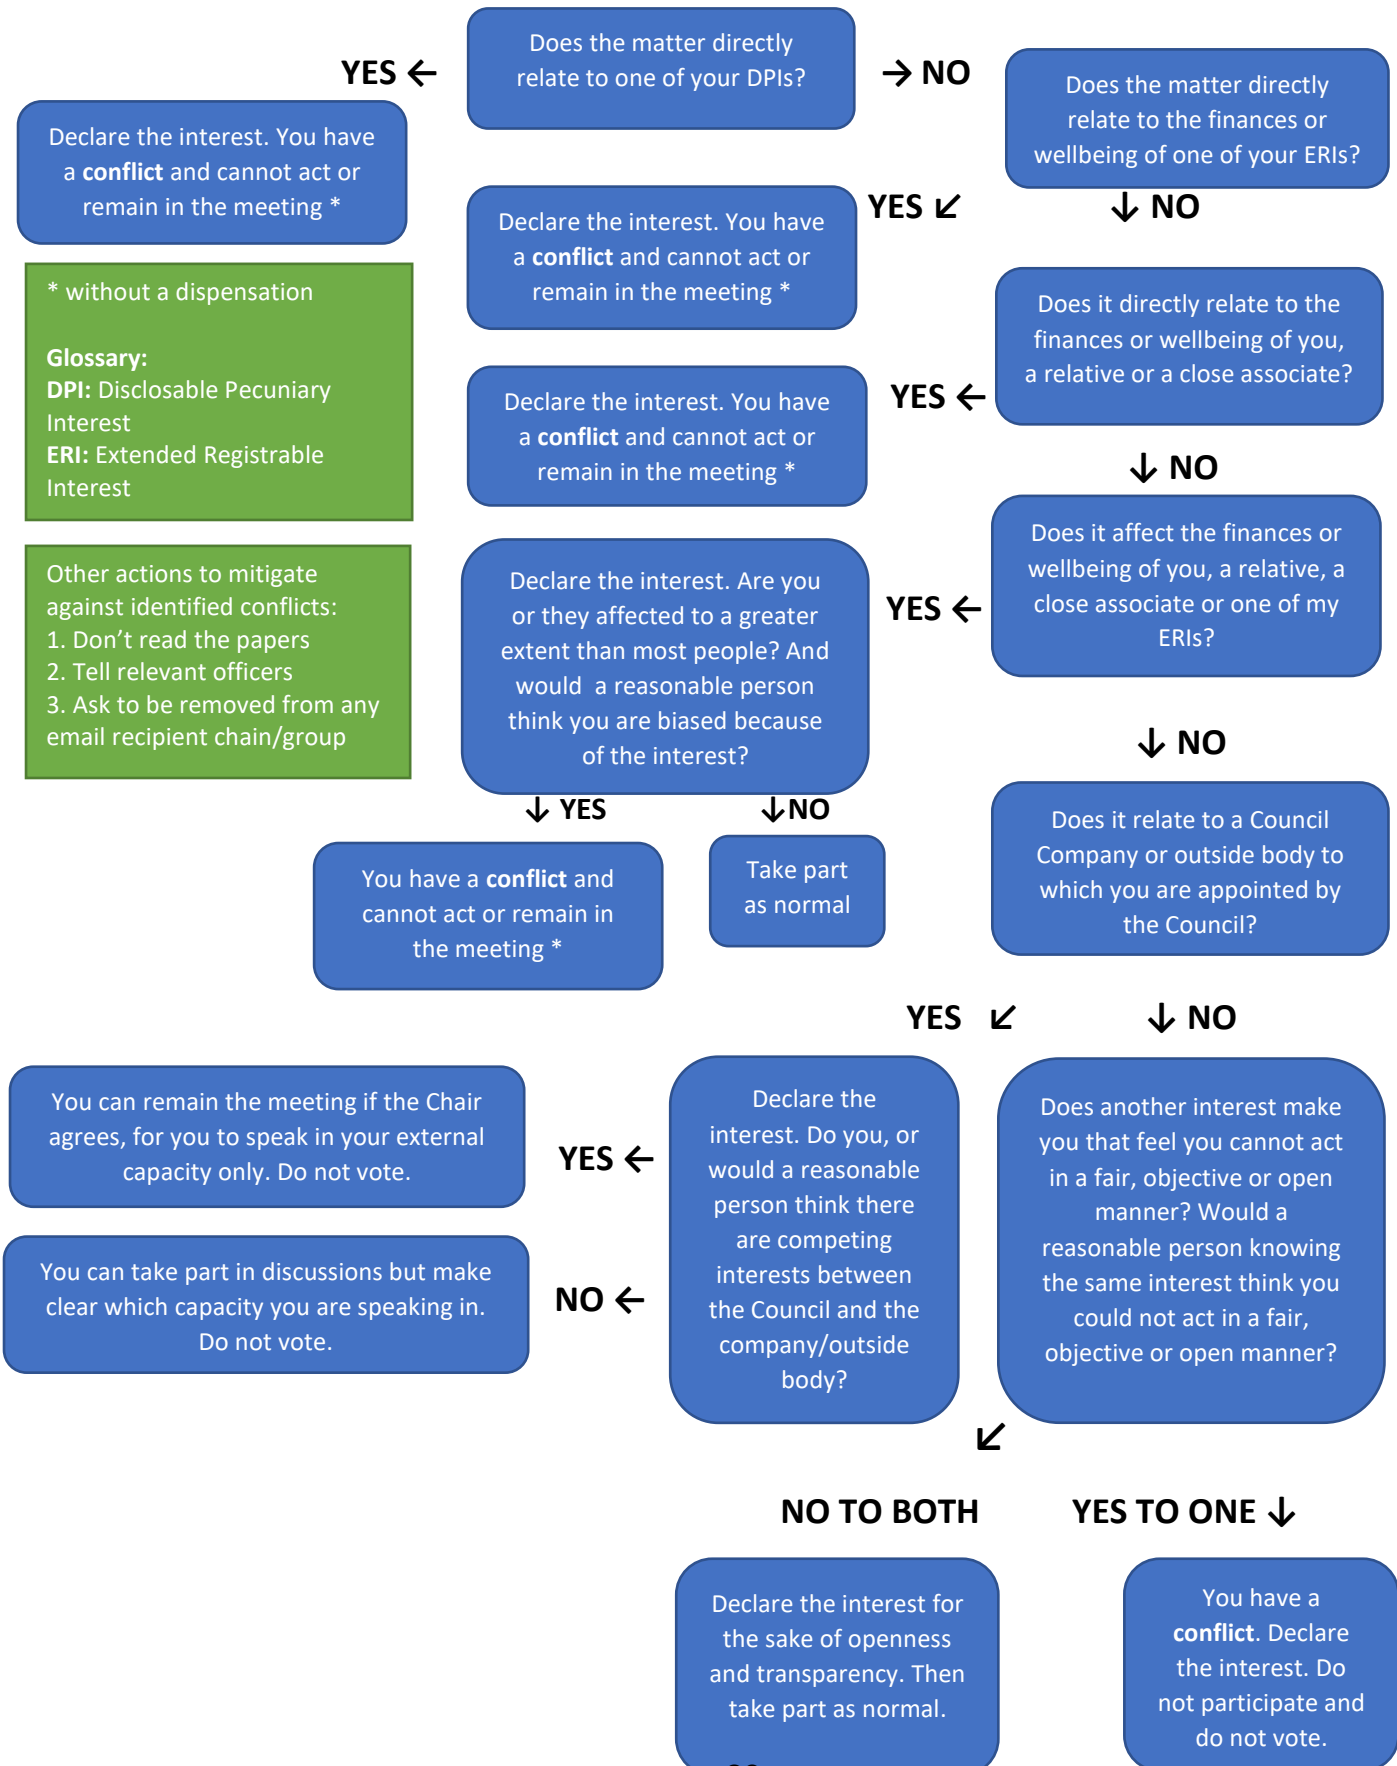 Does the matter directly
relate to one of your DPIs?
YES ←
→ NO
Does the matter directly
relate to the finances or
wellbeing of one of your ERIs?
Declare the interest. You have
a conflict and cannot act or
remain in the meeting *
YES ↙
↓ NO
Declare the interest. You have
a conflict and cannot act or
remain in the meeting *
* without a dispensation
Glossary:
DPI: Disclosable Pecuniary
Interest
ERI: Extended Registrable
Interest
Does it directly relate to the
finances or wellbeing of you,
a relative or a close associate?
YES ←
Declare the interest. You have
a conflict and cannot act or
remain in the meeting *
↓ NO
Does it affect the finances or
wellbeing of you, a relative, a
close associate or one of my
ERIs?
YES ←
Declare the interest. Are you
or they affected to a greater
extent than most people? And
would  a reasonable person
think you are biased because
of the interest?
Other actions to mitigate
against identified conflicts:
1. Don’t read the papers
2. Tell relevant officers
3. Ask to be removed from any
email recipient chain/group
↓ NO
↓ YES
↓NO
You have a conflict and
cannot act or remain in
the meeting *
Take part
as normal
Does it relate to a Council
Company or outside body to
which you are appointed by
the Council?
YES ↙
↓ NO
Declare the
interest. Do you, or
would a reasonable
person think there
are competing
interests between
the Council and the
company/outside
body?
Does another interest make
you that feel you cannot act
in a fair, objective or open
manner? Would a
reasonable person knowing
the same interest think you
could not act in a fair,
objective or open manner?
You can remain the meeting if the Chair
agrees, for you to speak in your external
capacity only. Do not vote.
YES ←
You can take part in discussions but make
clear which capacity you are speaking in.
Do not vote.
NO ←
↙
NO TO BOTH
YES TO ONE ↓
Declare the interest for
the sake of openness
and transparency. Then
take part as normal.
You have a
conflict. Declare
the interest. Do
not participate and
do not vote.